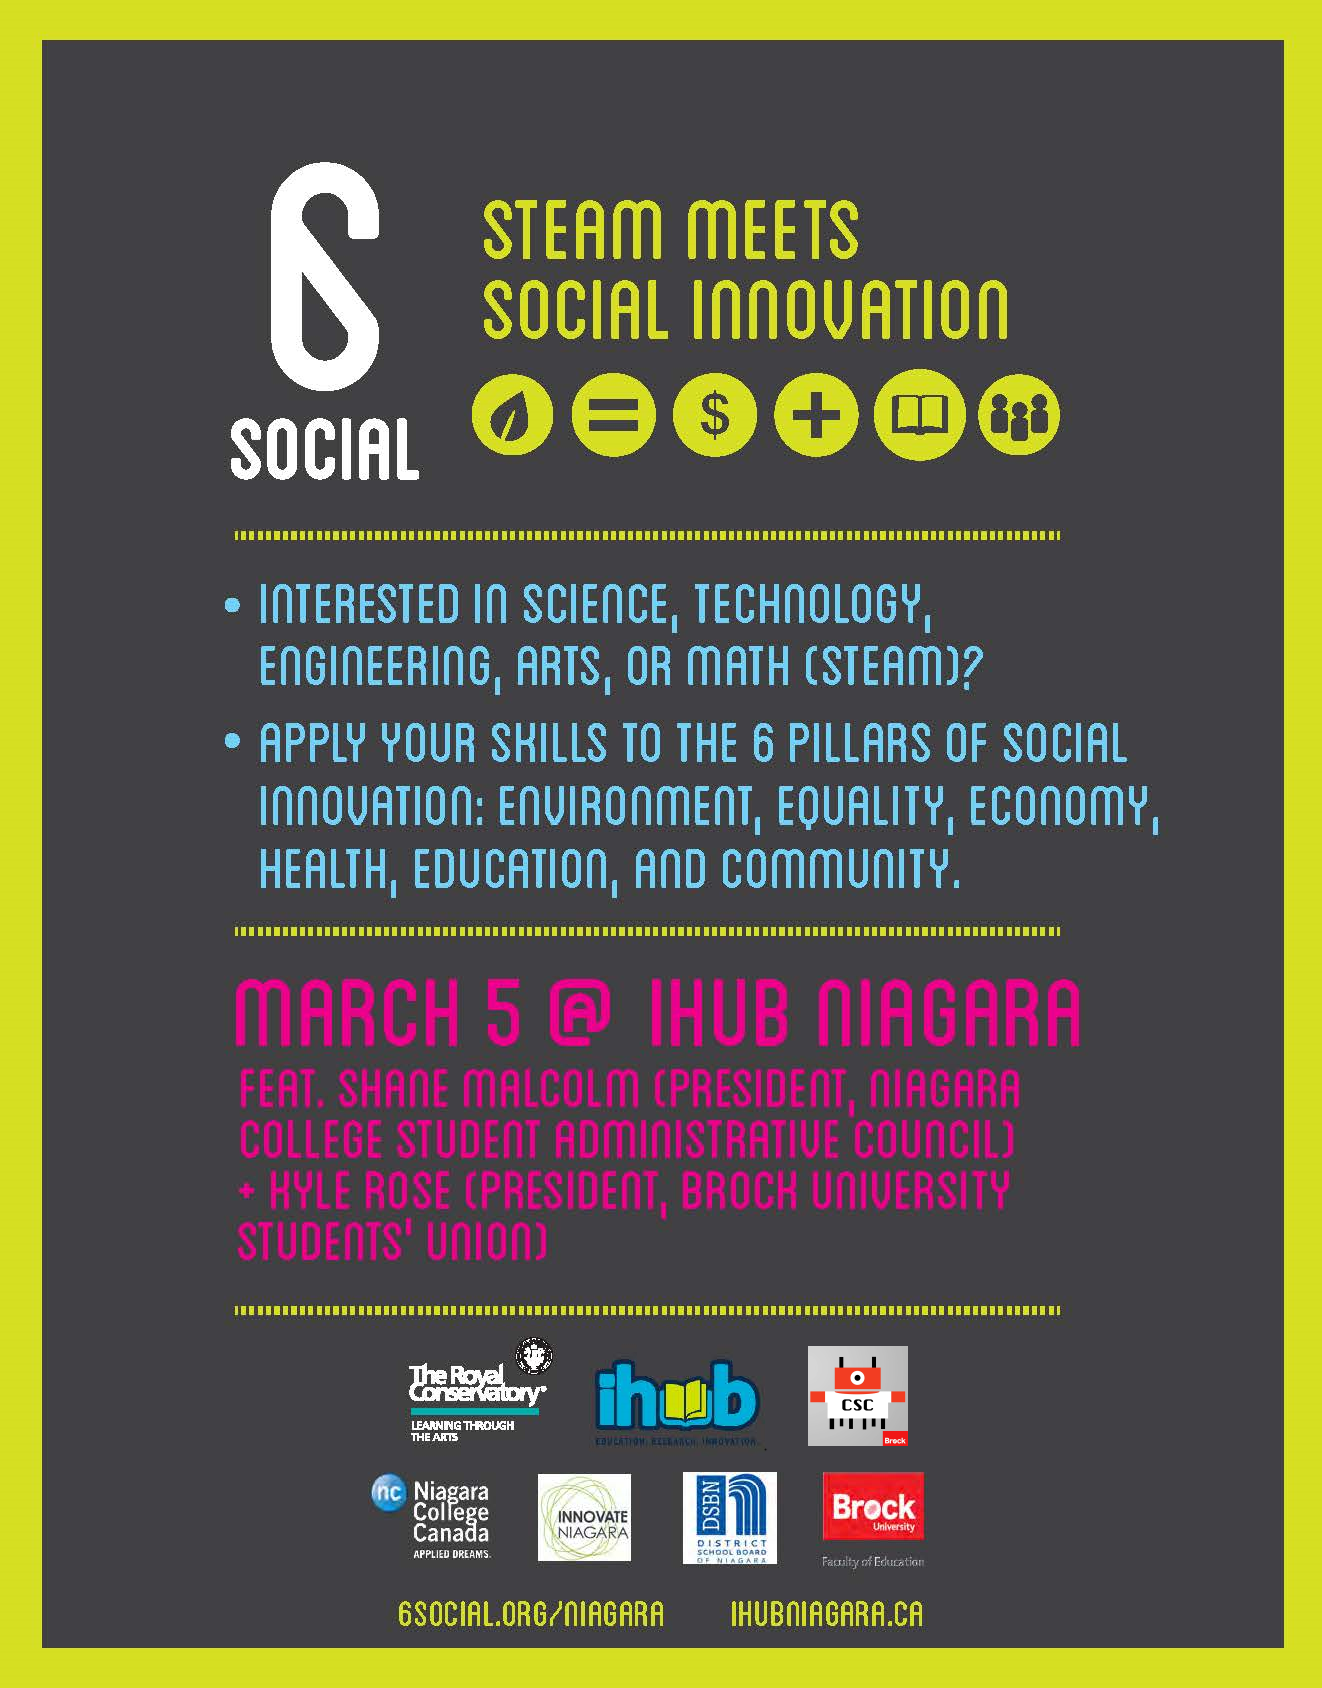 6
SOCIAL
STEAM MEETS
SOCIAL INNOVATION
= $ +
• INTERESTED IN SCIENCE, TECHNOLOGY,
ENGINEERING, ARTS, OR MATH (STEAM)?
• APPLY YOUR SKILLS TO THE 6 PILLARS OF SOCIAL
INNOVATION: ENVIRONMENT, EQUALITY, ECONOMY,
HEALTH, EDUCATION, AND COMMUNITY.
MARCH 5 @ IHUB NIAGARA
FEAT. SHANE MALCOLM (PRESIDENT, NIAGARA
COLLEGE STUDENT ADMINISTRATIVE COUNCIL)
+ KYLE ROSE (PRESIDENT, BROCK UNIVERSITY
STUDENTS' UNION)
The Royal
Conservatory
LEARNING THROUGH
THE ARTS
ihub
EDUCATION. RESEARCH. INNOVATION.
CSC
Brock
nc Niagara
College
Canada
APPLIED DREAMS.
INNOVATE
NIAGARA
DSBN
DISTRICT
SCHOOL BOARD
OF NIAGARA
Brock
University
Faculty of Education
6SOCIAL.ORG/NIAGARA IHUBNIAGARA.CA